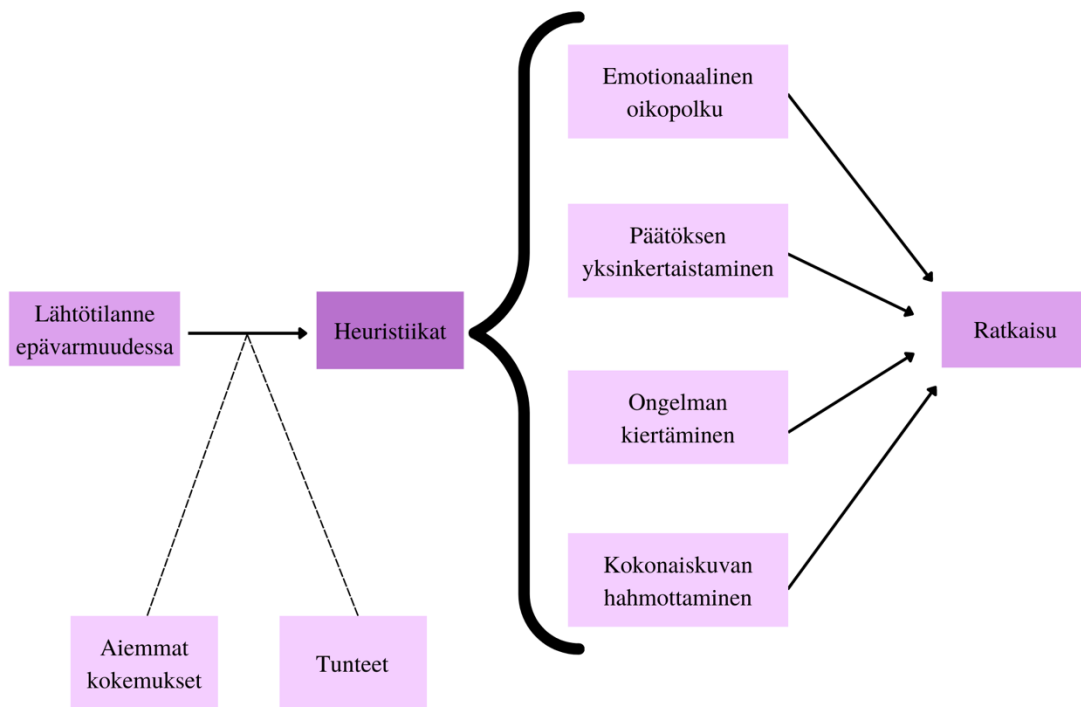 Lähtötilanne
epävarmuudessa
Aiemmat
kokemukset
Tunteet
Heuristiikat
Emotionaalinen
oikopolku
Päätöksen
yksinkertaistaminen
Ongelman
kiertäminen
Kokonaiskuvan
hahmottaminen
Ratkaisu